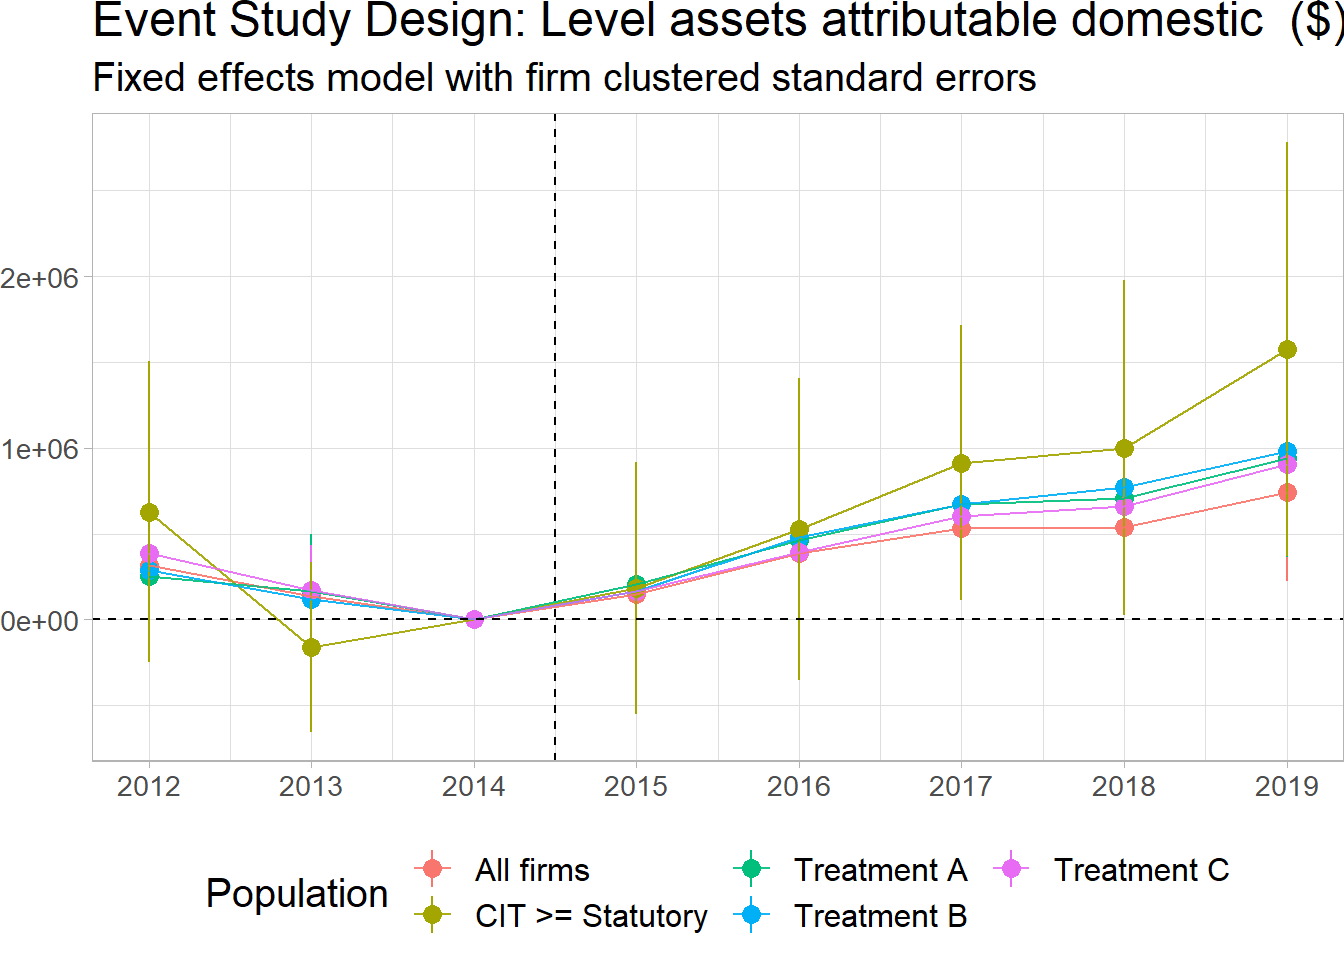 Event Study Design: Level assets attributable domestic  ($)
Fixed effects model with firm clustered standard errors
2e+06
1e+06
0e+00
2012 2013 2014 2015 2016 2017 2018 2019
Population
All firms
CIT >= Statutory
Treatment A
Treatment B
Treatment C